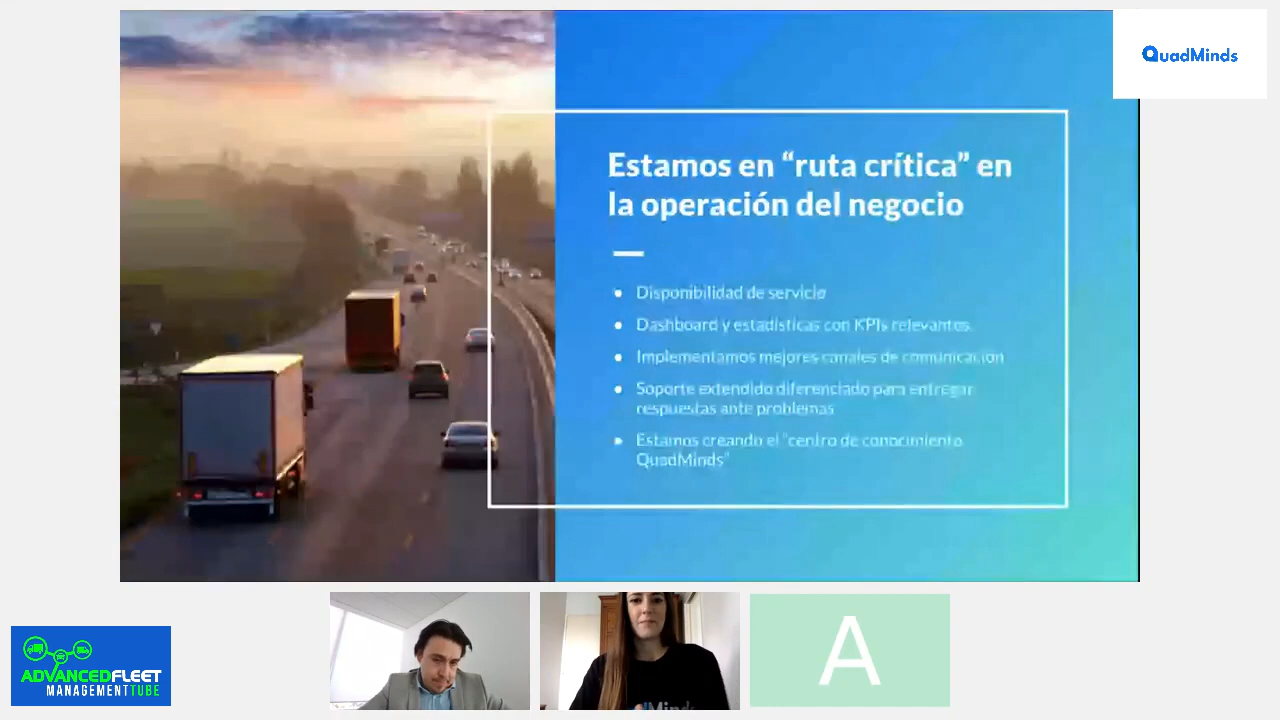 QuadMinds
Estamos en “ruta crítica” en
la operación del negocio
Disponibilidad de servicio
Dashboard y estadísticas con KPIs relevantes
Implementamos mejores canales de comunicación
Soporte extendido diferenciado para entregar
respuestas ante problemas
Estamos creando el “centro de conocimiento
QuadMinds”
ADVANCEDFLEET
MANAGEMENTTUBE
A